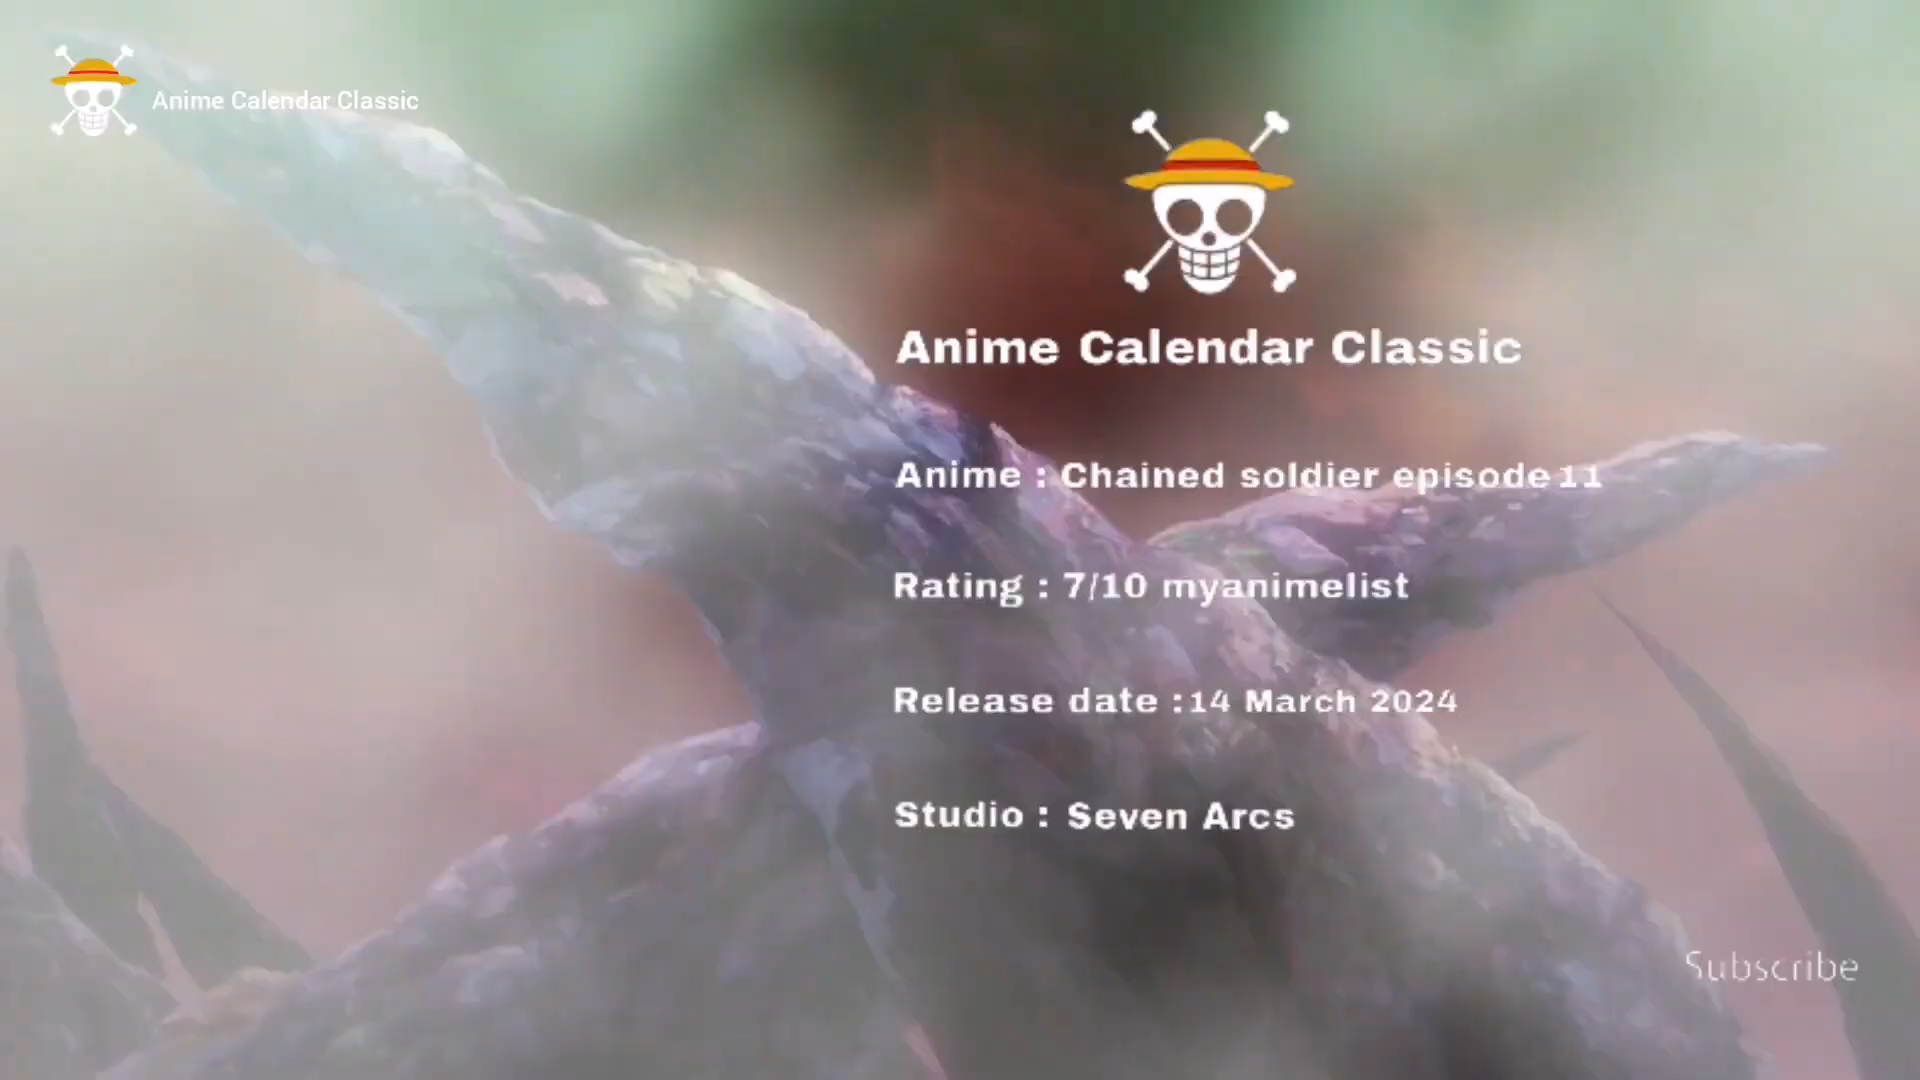 Anime Calendar Classic
Anime Calendar Classic
Anime : Chained soldier episode 11
Rating : 7/10 myanimelist
Release date :14 March 2024
Studio : Seven Arcs
Subscribe